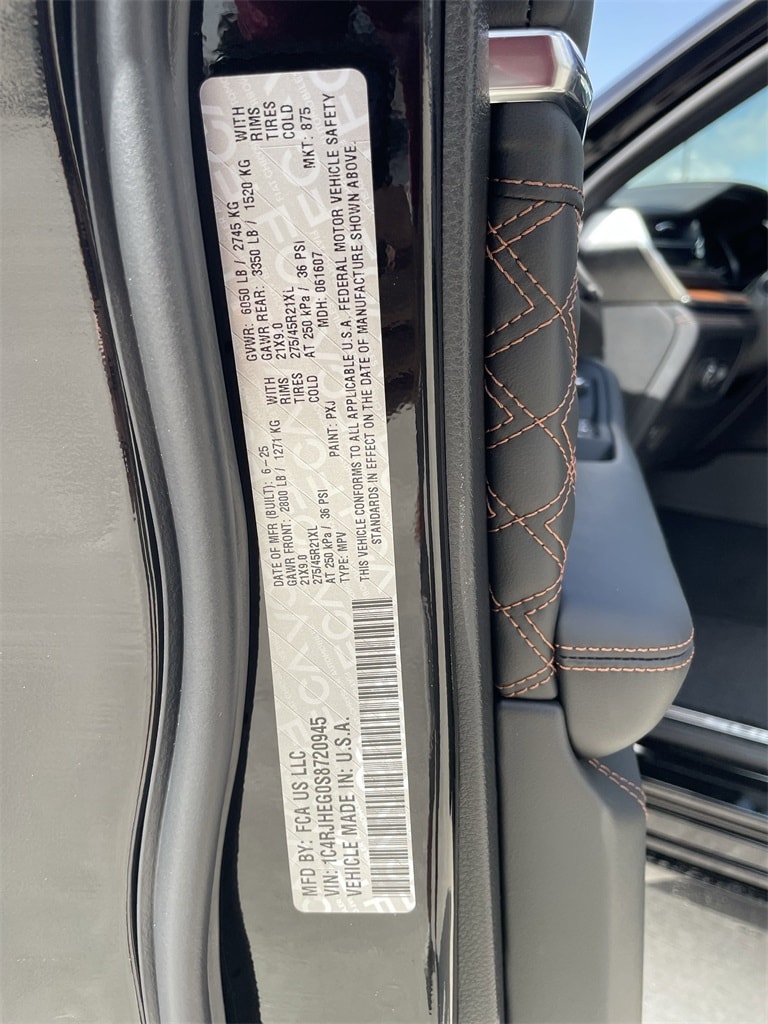 MFD BY: FCA US LLC
VIN: 1C4RJHEG0S8720945
VEHICLE MADE IN: U.S.A.
DATE OF MFR (BUILT): 6-25 GVWR: 6050 LB / 2745 KG
GAWR FRONT: 2800 LB / 1271 KG WITH GAWR REAR: 3350 LB / 1520 KG WITH
21X9.0 RIMS 21X9.0 RIMS
275/45R21XL TIRES 275/45R21XL TIRES
AT 250 kPa / 36 PSI COLD AT 250 kPa / 36 PSI COLD
TYPE: MPV PAINT: PXJ MDH: 061607 MKT: 875
THIS VEHICLE CONFORMS TO ALL APPLICABLE U.S.A. FEDERAL MOTOR VEHICLE SAFETY
STANDARDS IN EFFECT ON THE DATE OF MANUFACTURE SHOWN ABOVE.